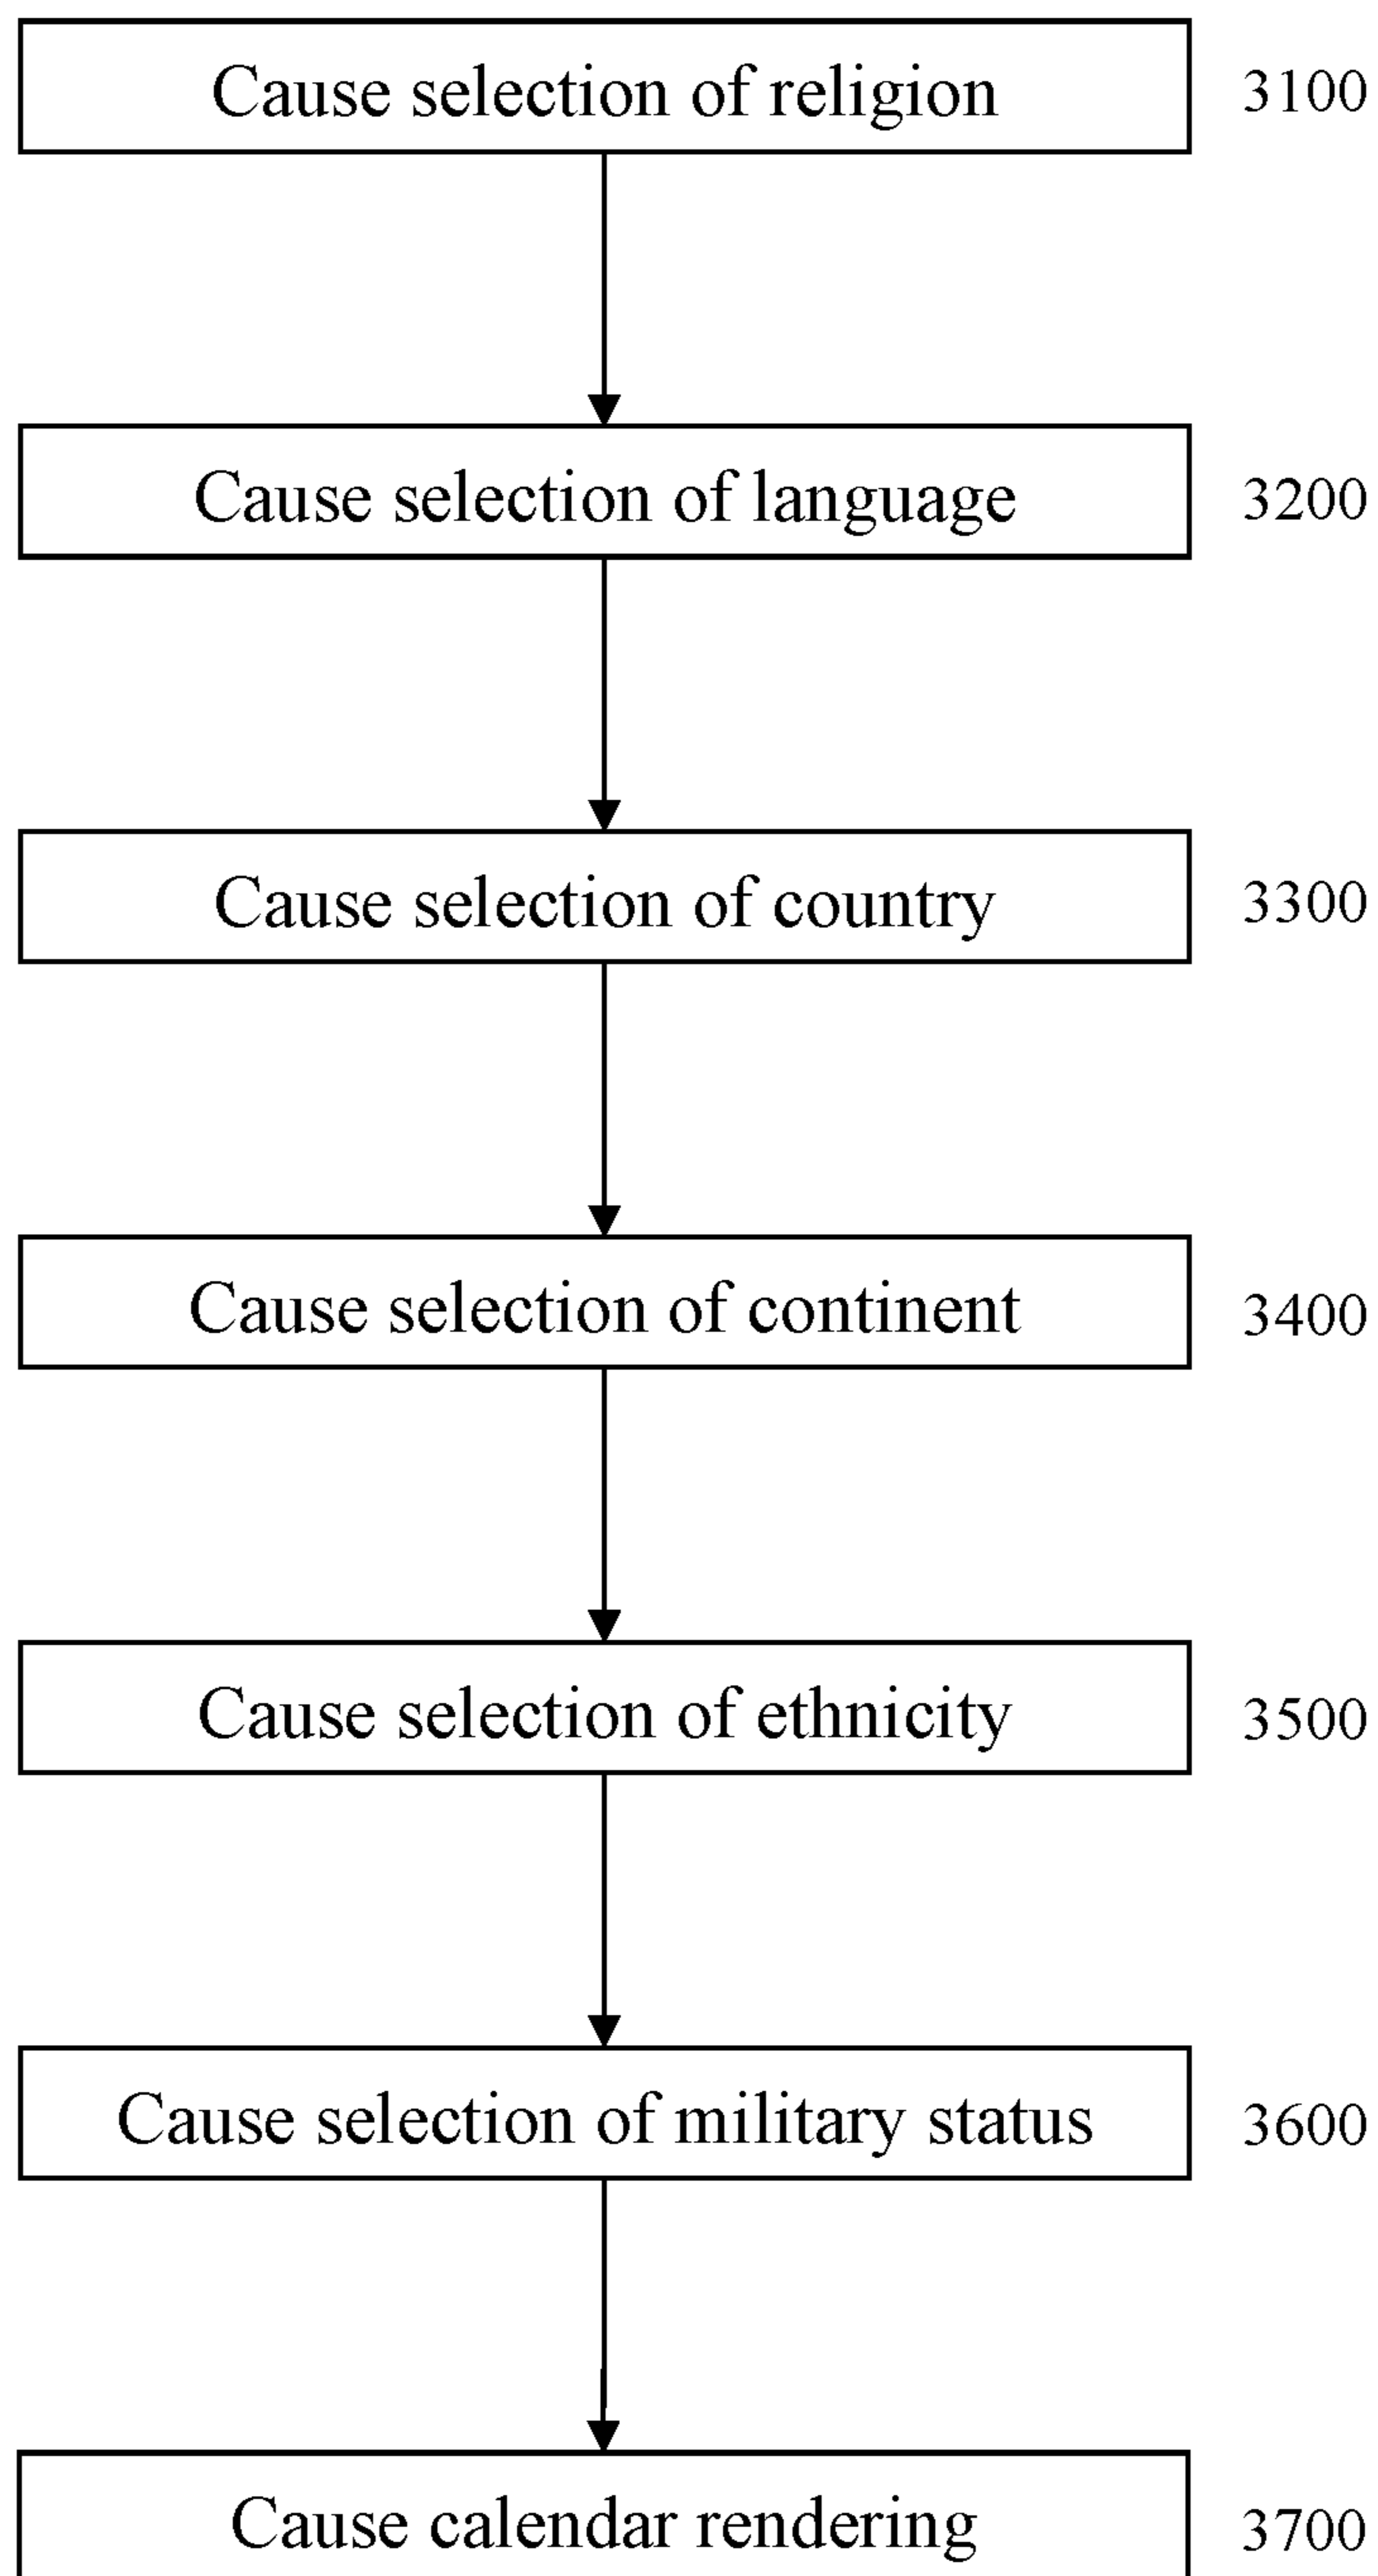 Cause selection of religion 3100
Cause selection of language 3200
Cause selection of country 3300
Cause selection of continent 3400
Cause selection of ethnicity 3500
Cause selection of military status 3600
Cause calendar rendering 3700